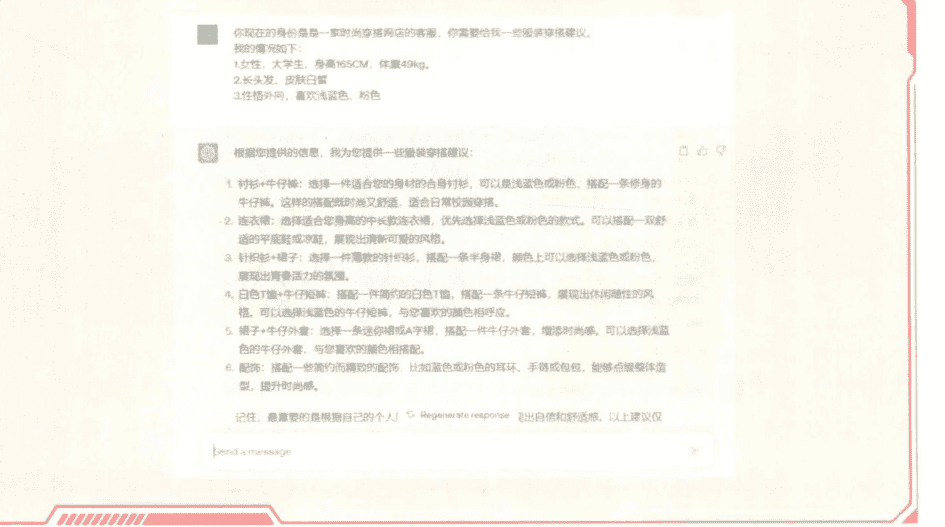 你现在的身份是是一家时尚穿搭网店的客服，你需要给我一些服装穿搭建议。
我的情况如下：
1.女性，大学生，身高165CM，体重49kg。
2.长头发，皮肤白皙
3.性格外向，喜欢浅蓝色、粉色
根据您提供的信息，我为您提供一些服装穿搭建议：
1. 衬衫+牛仔裤：选择一件适合您的身材的合身衬衫，可以是浅蓝色或粉色，搭配一条修身的
牛仔裤。这样的搭配既时尚又舒适，适合日常校园穿搭。
2. 连衣裙：选择适合您身高的中长款连衣裙，优先选择浅蓝色或粉色的款式。可以搭配一双舒
适的平底鞋或凉鞋，展现出清新可爱的风格。
3. 针织衫+裙子：选择一件薄款的针织衫，搭配一条半身裙，颜色上可以选择浅蓝色或粉色，
展现出青春活力的氛围。
4. 白色T恤+牛仔短裤：搭配一件简约的白色T恤，搭配一条牛仔短裤，展现出休闲随性的风
格。可以选择浅蓝色的牛仔短裤，与您喜欢的颜色相呼应。
5. 裙子+牛仔外套：选择一条迷你裙或A字裙，搭配一件牛仔外套，增添时尚感。可以选择浅蓝
色的牛仔外套，与您喜欢的颜色相搭配。
6. 配饰：搭配一些简约而精致的配饰，比如蓝色或粉色的耳环、手链或包包，能够点缀整体造
型，提升时尚感。
记住，最重要的是根据自己的个人 Regenerate response 现出自信和舒适感。以上建议仅
Send a message